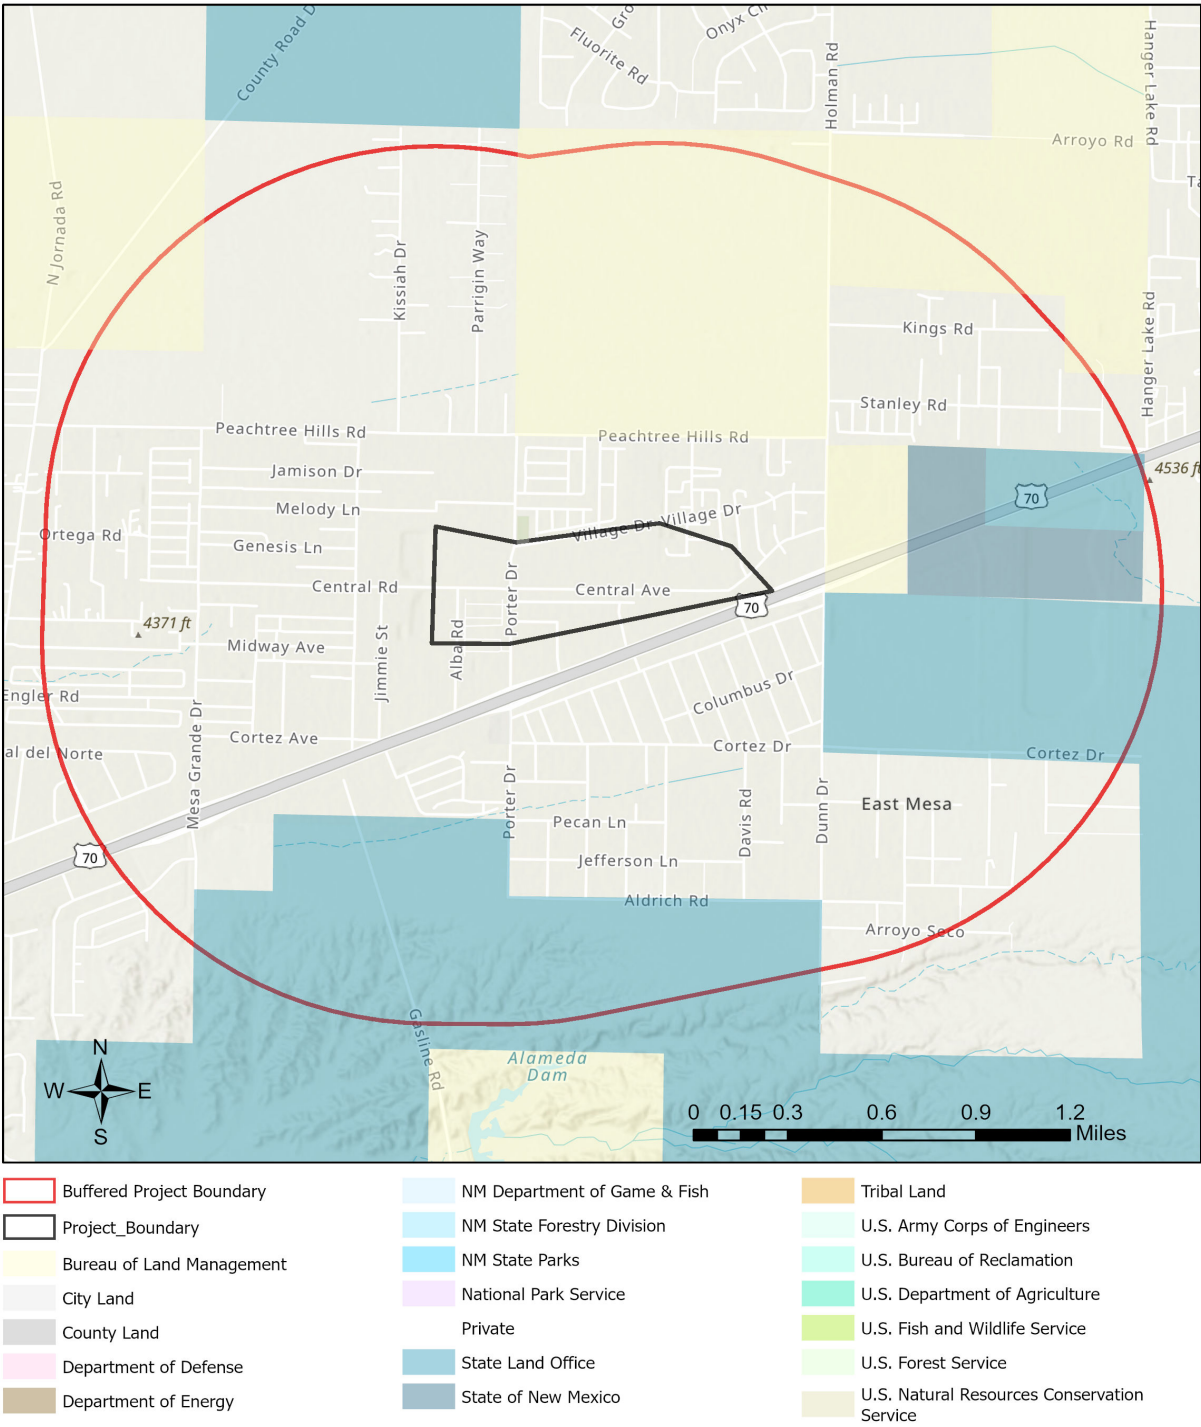 County Road D
Gro
Onyx Cir
Fluorite Rd
Holman Rd
Hanger Lake Rd
Arroyo Rd
N Jornada Rd
Kissiah Dr
Parrigin Way
Kings Rd
Hanger Lake Rd
Stanley Rd
Peachtree Hills Rd
Peachtree Hills Rd
Jamison Dr
4536 ft
70
Melody Ln
Village Dr
Village Dr
Ortega Rd
Genesis Ln
Central Rd
Porter Dr
Central Ave
70
4371 ft
Midway Ave
Jimmie St
Alba Rd
Engler Rd
Columbus Dr
Mesa Grande Dr
Cortez Ave
Cortez Dr
al del Norte
Cortez Dr
Porter Dr
Davis Rd
Dunn Dr
East Mesa
Pecan Ln
70
Jefferson Ln
Aldrich Rd
Arroyo Seco
Gasline Rd
N
W E
S
Alameda
Dam
0 0.15 0.3 0.6 0.9 1.2
Miles
Buffered Project Boundary
Project_Boundary
Bureau of Land Management
City Land
County Land
Department of Defense
Department of Energy
NM Department of Game & Fish
NM State Forestry Division
NM State Parks
National Park Service
Private
State Land Office
State of New Mexico
Tribal Land
U.S. Army Corps of Engineers
U.S. Bureau of Reclamation
U.S. Department of Agriculture
U.S. Fish and Wildlife Service
U.S. Forest Service
U.S. Natural Resources Conservation
Service